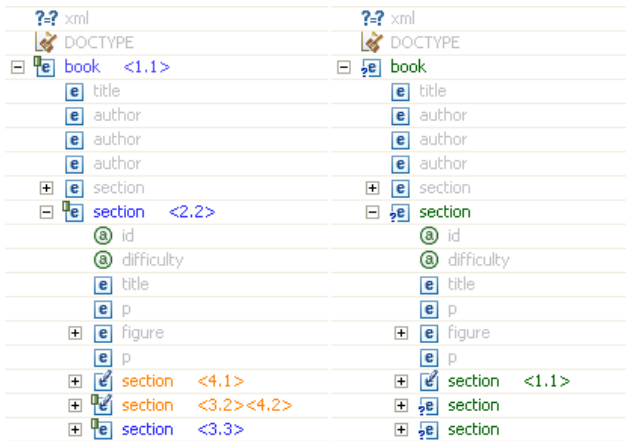 ?=? xml
DOCTYPE
book <1.1>
title
author
author
author
section
section <2.2>
id
difficulty
title
p
figure
p
section <4.1>
section <3.2><4.2>
section <3.3>
?=? xml
DOCTYPE
book
title
author
author
author
section
section
id
difficulty
title
p
figure
p
section <1.1>
section
section